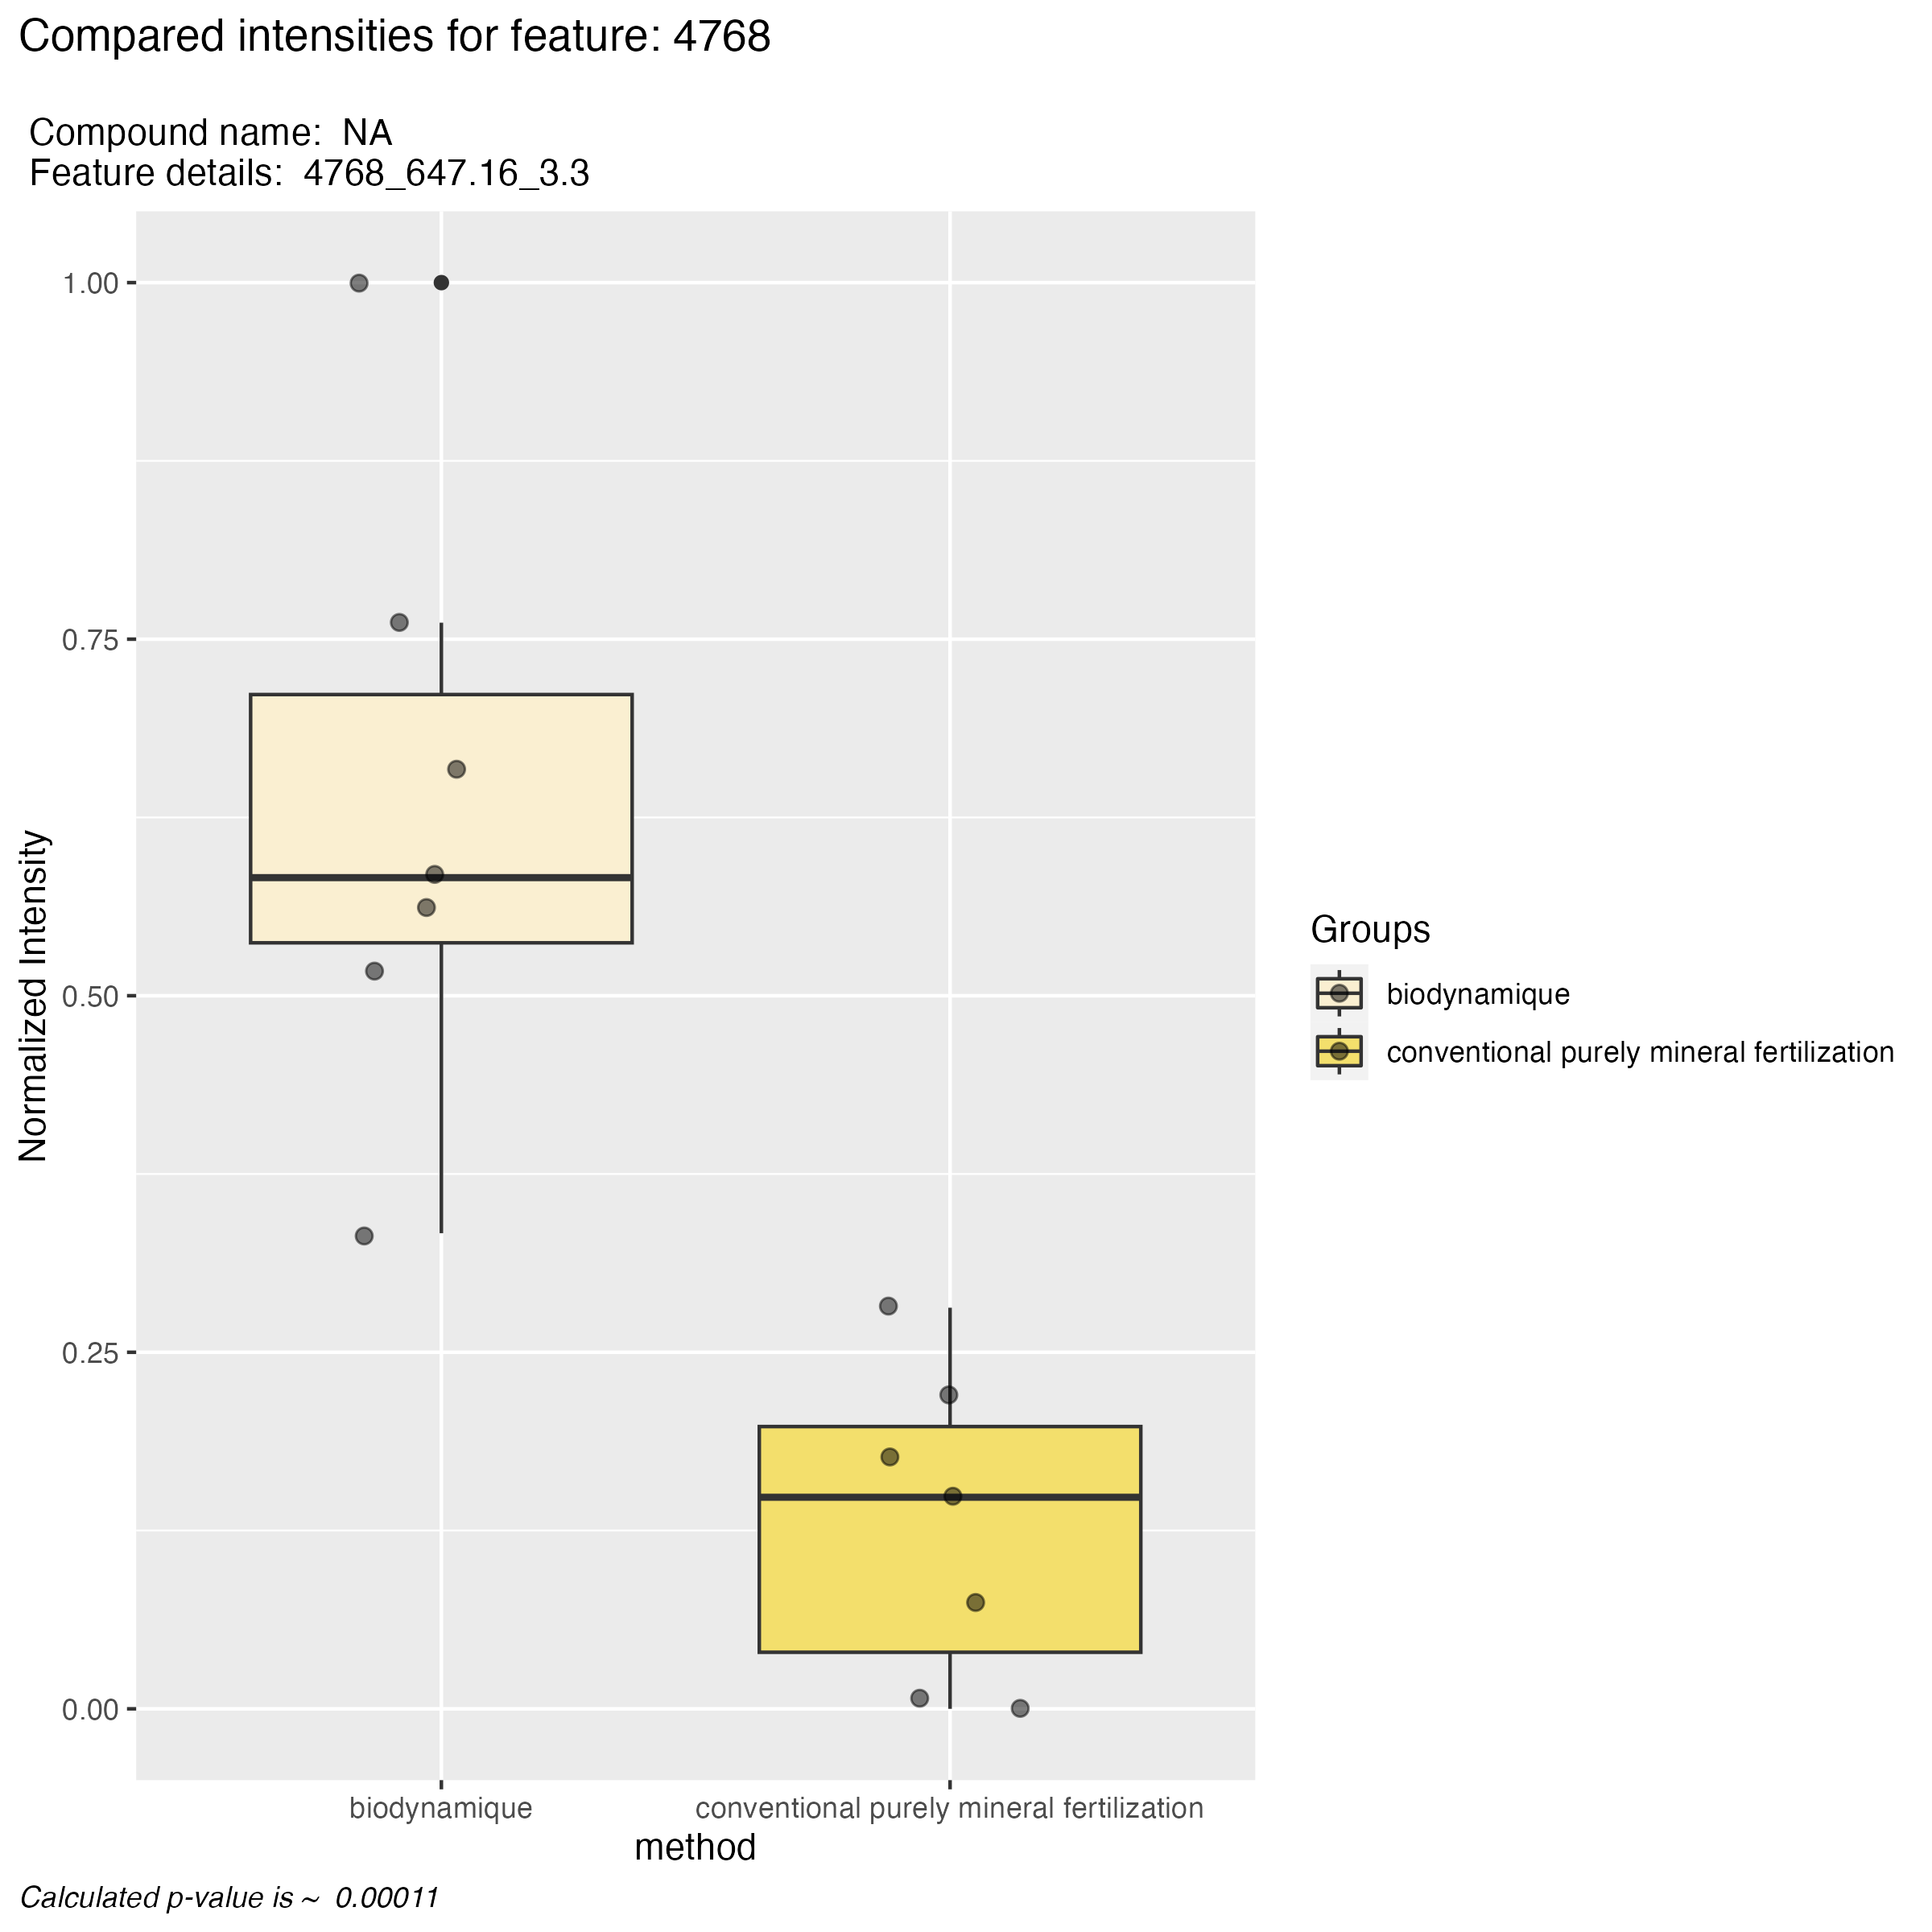 Compared intensities for feature: 4768
Compound name:  NA
Feature details:  4768_647.16_3.3
Normalized Intensity
1.00
0.75
0.50
0.25
0.00
biodynamique
conventional purely mineral fertilization
method
Groups
biodynamique
conventional purely mineral fertilization
Calculated p-value is ~  0.00011